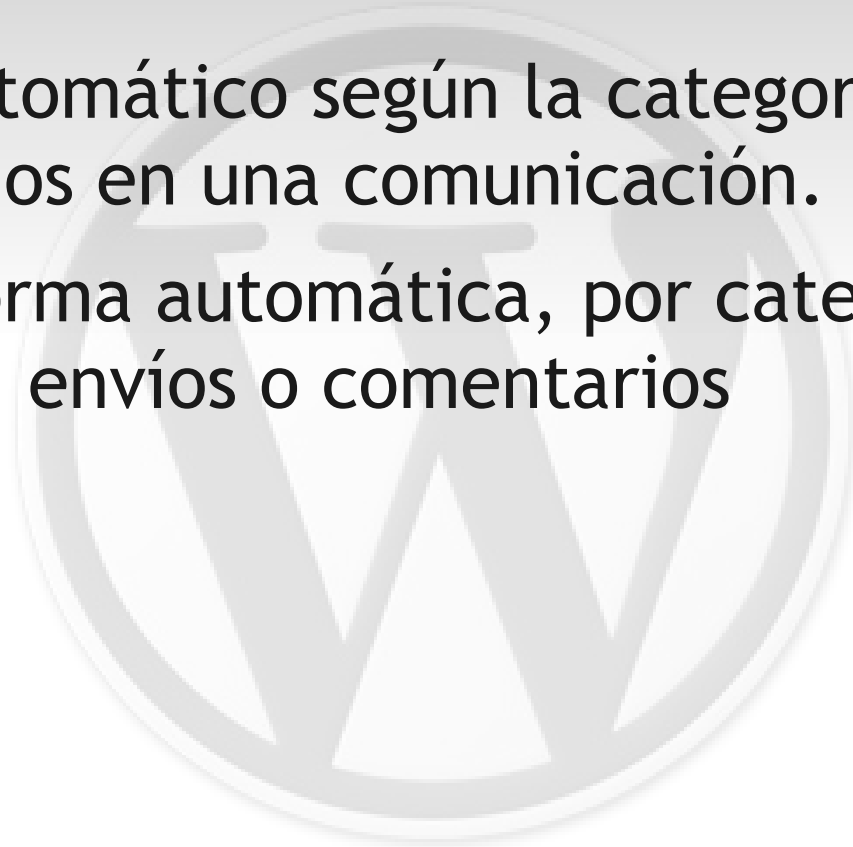 tomático según la categor
os en una comunicación.
rma automática, por cate
envíos o comentarios